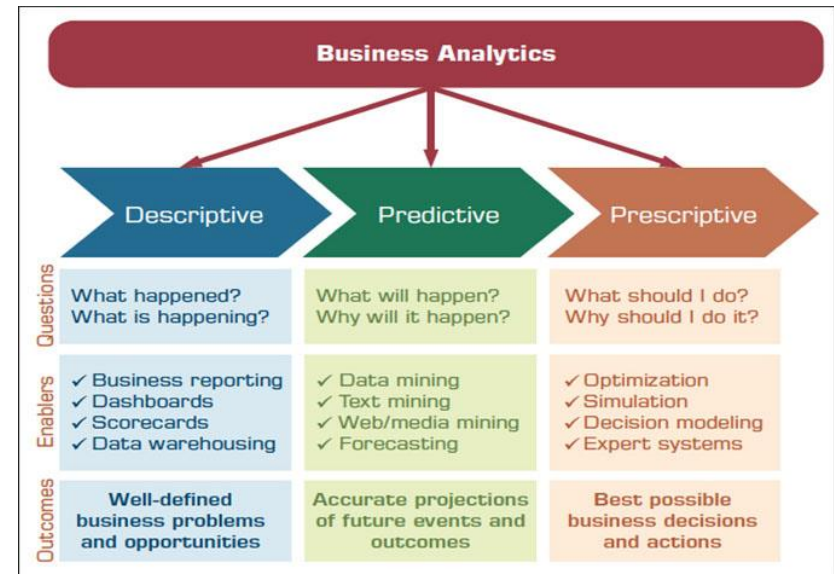 Business Analytics
Descriptive
Predictive
Prescriptive
Questions
What happened?
What is happening?
What will happen?
Why will it happen?
What should I do?
Why should I do it?
Enablers
✓ Business reporting
✓ Dashboards
✓ Scorecards
✓ Data warehousing
✓ Data mining
✓ Text mining
✓ Web/media mining
✓ Forecasting
✓ Optimization
✓ Simulation
✓ Decision modeling
✓ Expert systems
Outcomes
Well-defined
business problems
and opportunities
Accurate projections
of future events and
outcomes
Best possible
business decisions
and actions